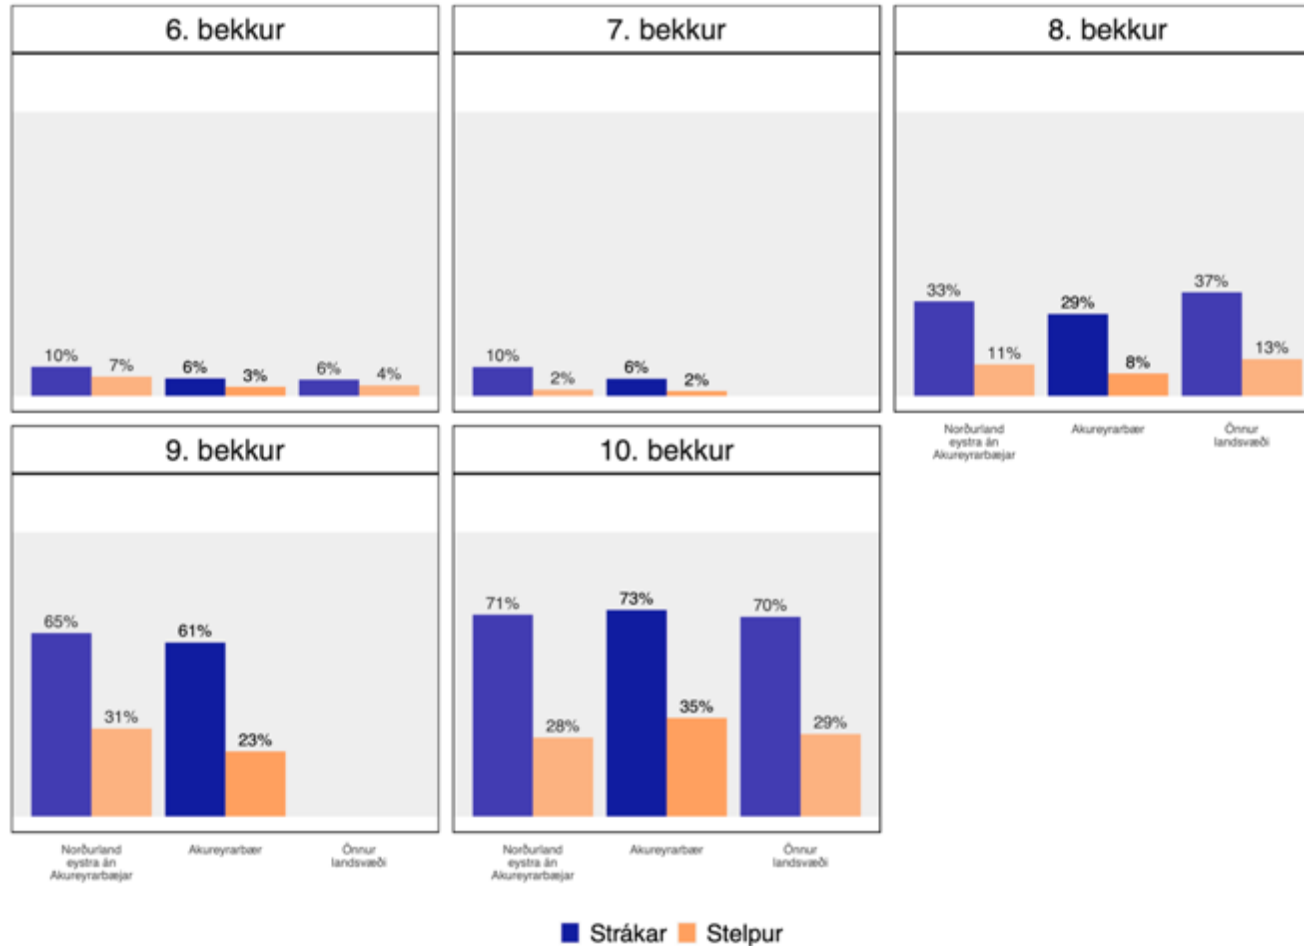 6. bekkur
10%
7%
6%
3%
6%
4%
7. bekkur
10%
2%
6%
2%
8. bekkur
33%
11%
29%
8%
37%
13%
Norðurland
eystra án
Akureyrarbæjar
Akureyrarbær
Önnur
landsvæði
9. bekkur
65%
31%
61%
23%
Norðurland
eystra án
Akureyrarbæjar
Akureyrarbær
Önnur
landsvæði
10. bekkur
71%
28%
73%
35%
70%
29%
Norðurland
eystra án
Akureyrarbæjar
Akureyrarbær
Önnur
landsvæði
Strákar Stelpur